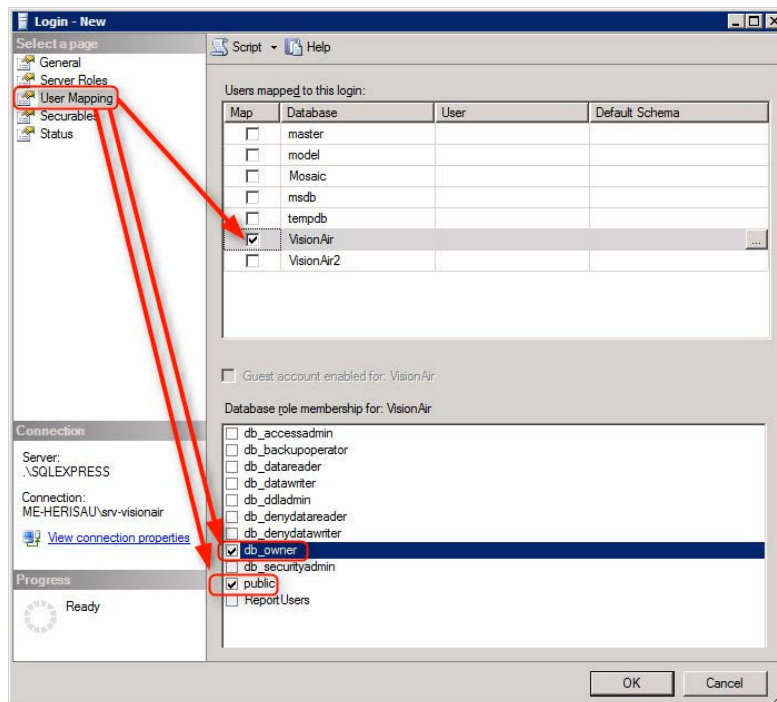 Login - New
Select a page
General
Server Roles
User Mapping
Securables
Status
Script
Help
Users mapped to this login:
Map Database User Default Schema
master
model
Mosaic
msdb
tempdb
VisionAir
...
VisionAir2
Guest account enabled for: VisionAir
Database role membership for: VisionAir
db_accessadmin
db_backupoperator
db_datareader
db_datawriter
db_ddladmin
db_denydatareader
db_denydatawriter
db_owner
db_securityadmin
public
ReportUsers
Connection
Server:
.\SQLEXPRESS
Connection:
ME-HERISAU\srv-visionair
View connection properties
Progress
Ready
OK
Cancel